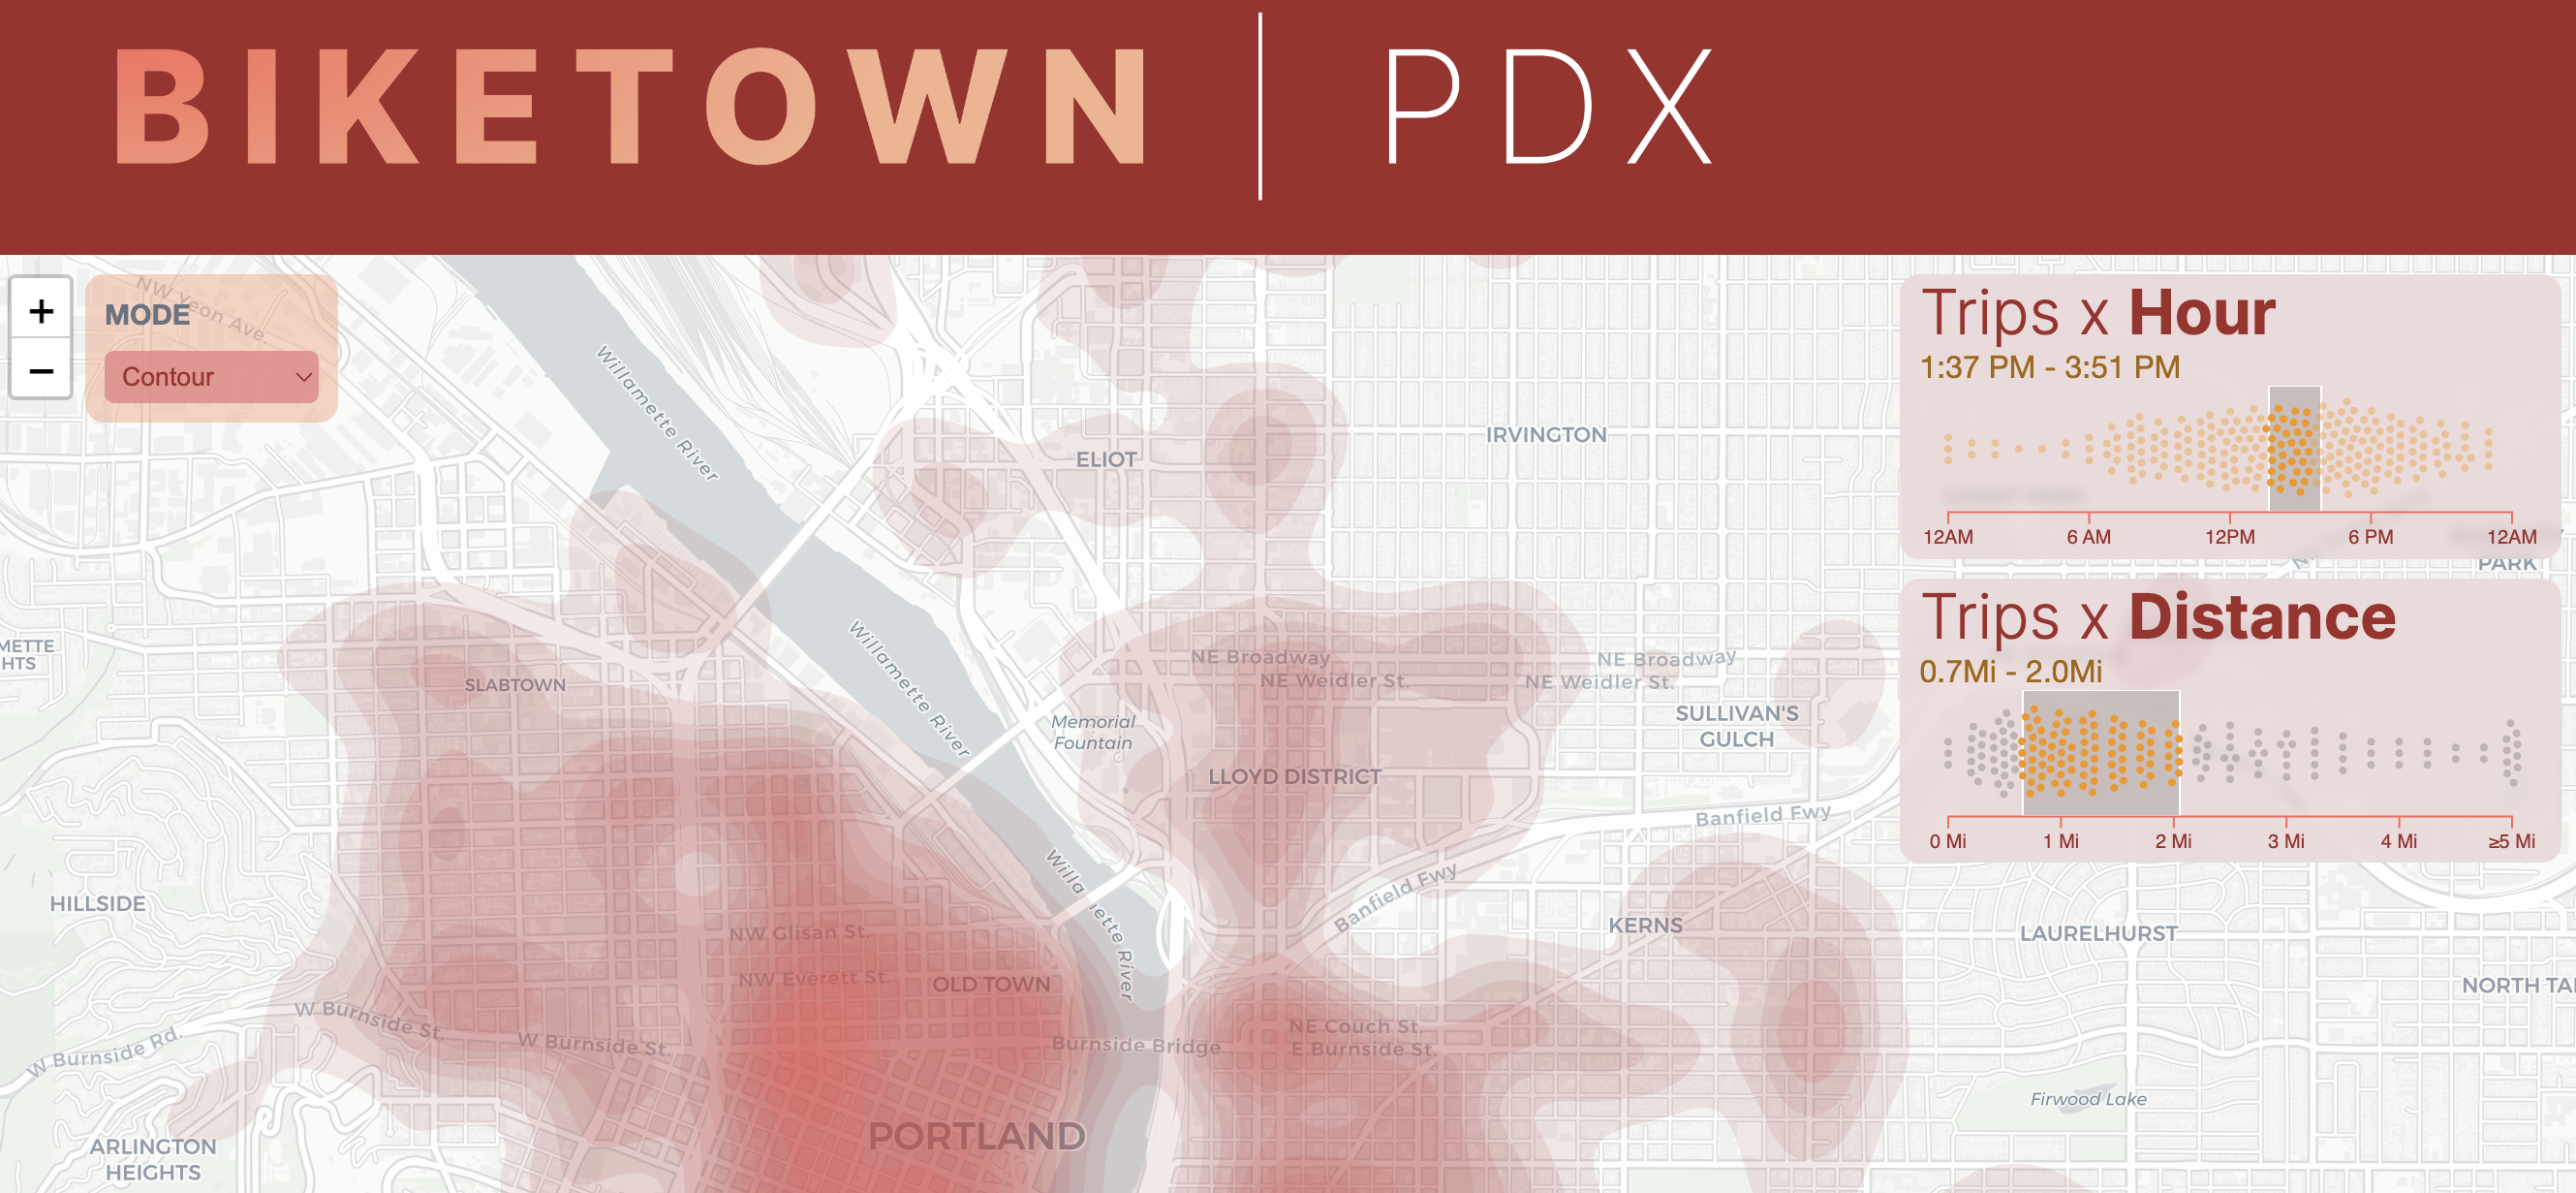 BIKETOWN | PDX
+
−
MODE
Contour
NW Yeon Ave.
Willamette River
ELIOT
IRVINGTON
Trips x Hour
1:37 PM - 3:51 PM
12AM 6 AM 12PM 6 PM 12AM
PARK
Trips x Distance
0.7Mi - 2.0Mi
0 Mi 1 Mi 2 Mi 3 Mi 4 Mi ≥5 Mi
METTE
HTS
SLABTOWN
Willamette River
Memorial
Fountain
NE Broadway
NE Weidler St.
NE Broadway
NE Weidler St.
SULLIVAN'S
GULCH
LLOYD DISTRICT
Banfield Fwy
Banfield Fwy
HILLSIDE
Willa ette River
NW Glisan St.
NW Everett St.
OLD TOWN
KERNS
LAURELHURST
NORTH TA
W Burnside St.
W Burnside Rd.
W Burnside St.
Burnside Bridge
NE Couch St.
E Burnside St.
Firwood Lake
PORTLAND
ARLINGTON
HEIGHTS